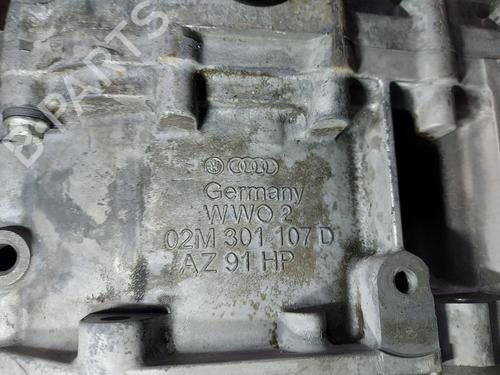 B-PARTS
Germany
WWO 2
02M 301 107 D
AZ 91 HP